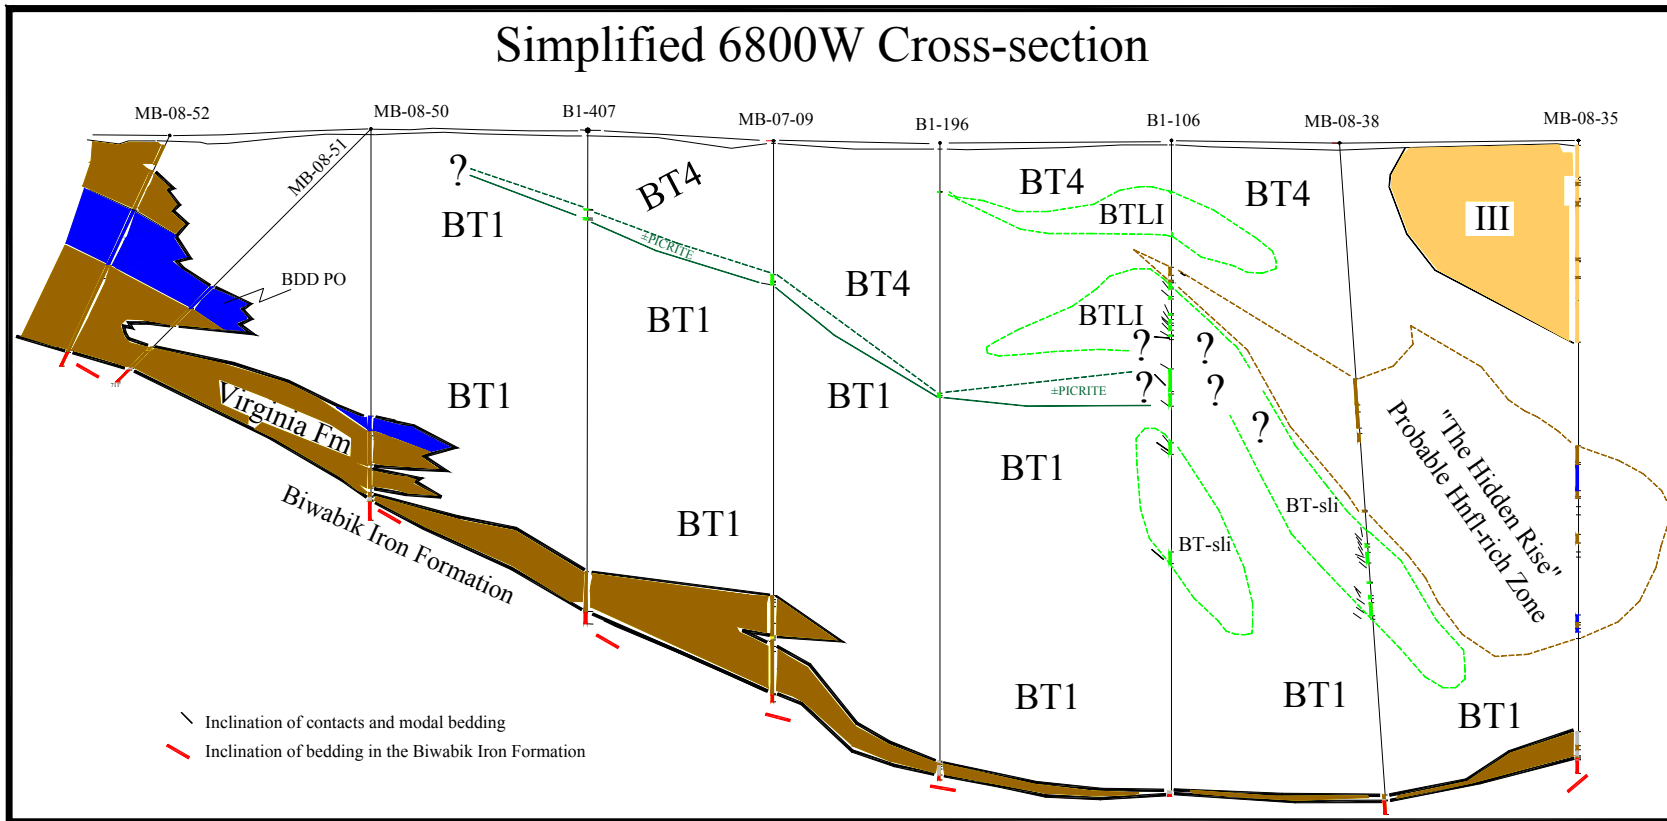 Simplified 6800W Cross-section
MB-08-52
MB-08-50
B1-407
MB-07-09
B1-196
B1-106
MB-08-38
MB-08-35
MB-08-51
?
BT4
BT4
BT4
BT1
BTLI
III
±PICRITE
BDD PO
BT4
BT1
BTLI
?
?
BT1
BT1
±PICRITE
?
?
?
Virginia Fm
"The Hidden Rise"
Probable Hnfl-rich Zone
BT1
Biwabik Iron Formation
BT1
BT-sli
BT-sli
BT1
BT1
BT1
Inclination of contacts and modal bedding
Inclination of bedding in the Biwabik Iron Formation